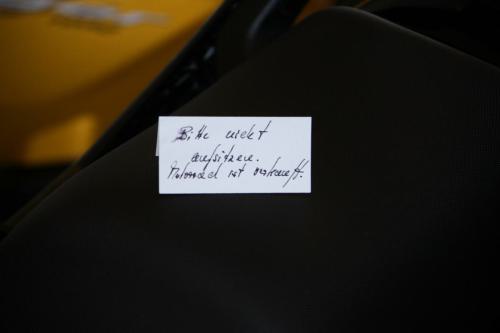 Bitte nicht
aufsitzen.
Motorrad ist verkauft.